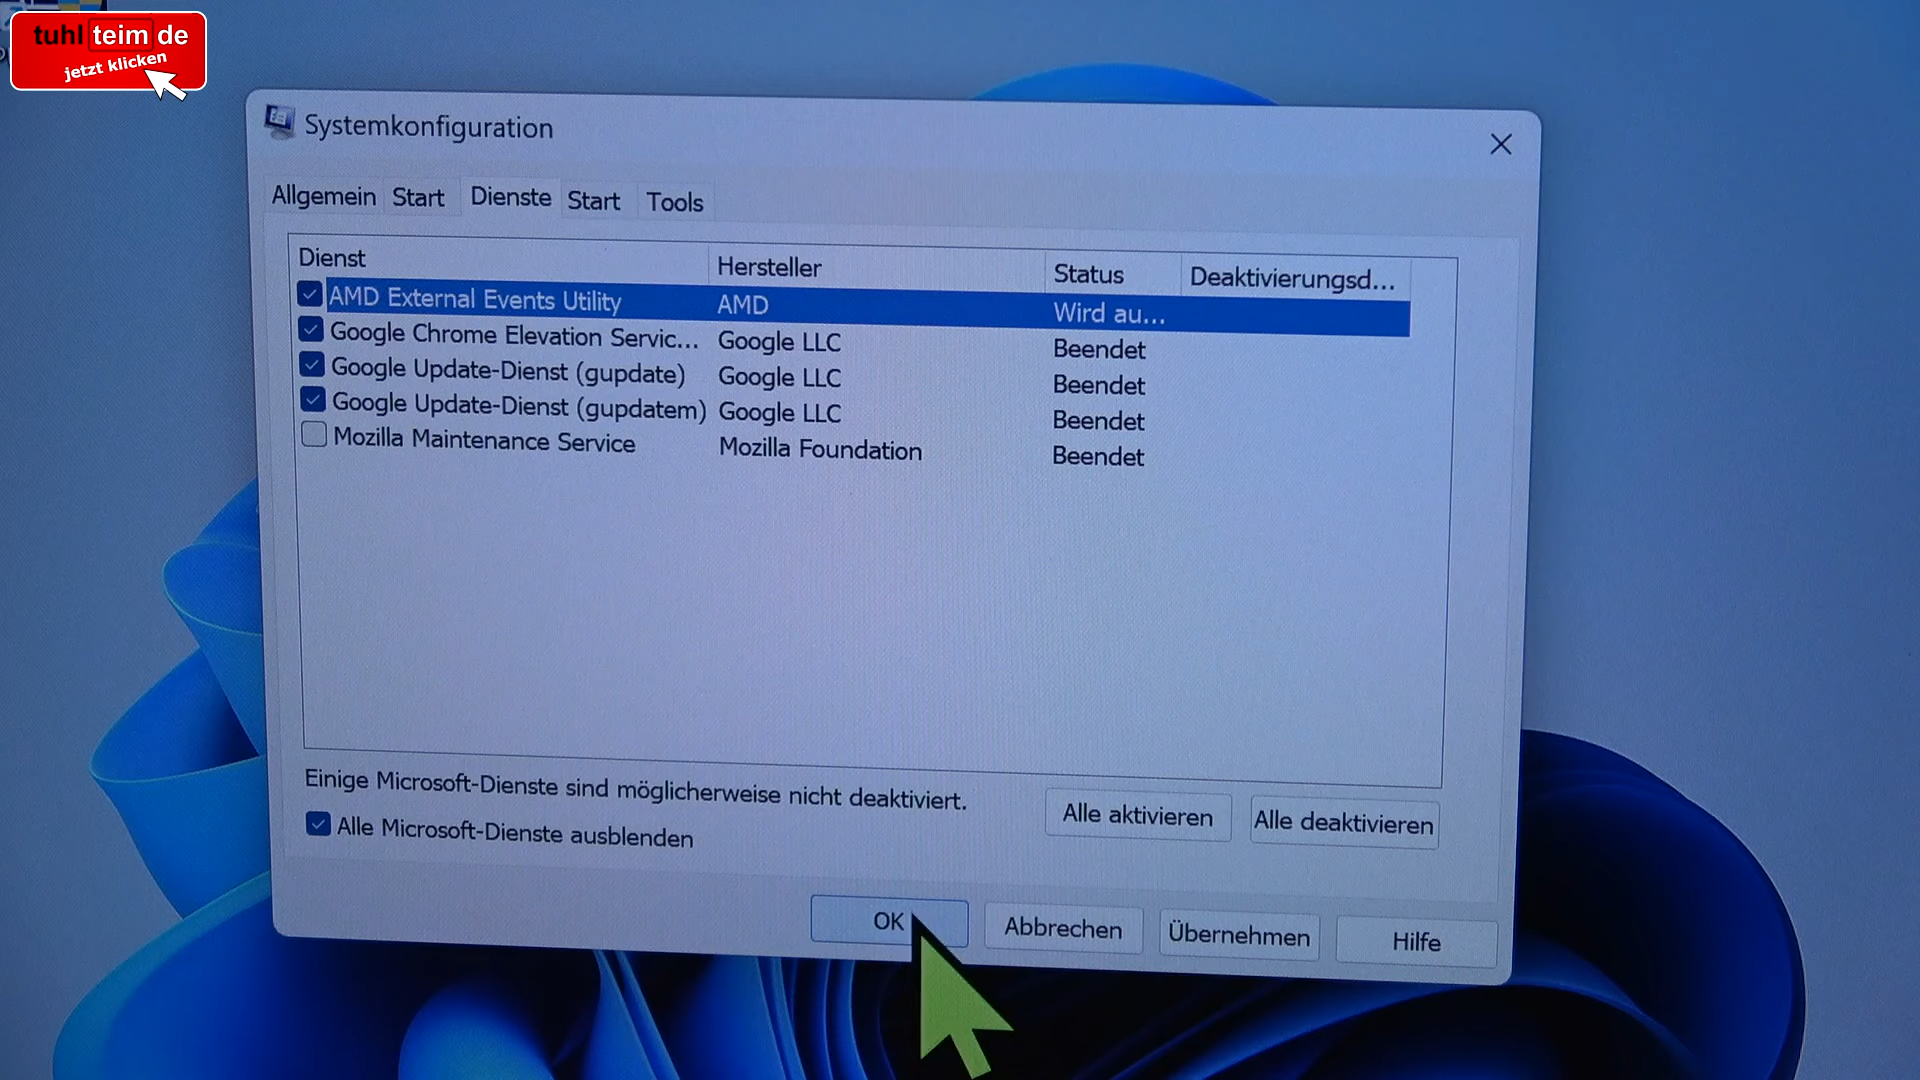 tuhl teim de
jetzt klicken
Systemkonfiguration
Allgemein Start Dienste Start Tools
Dienst Hersteller Status Deaktivierungsd...
AMD External Events Utility AMD Wird au...
Google Chrome Elevation Servic... Google LLC Beendet
Google Update-Dienst (gupdate) Google LLC Beendet
Google Update-Dienst (gupdatem) Google LLC Beendet
Mozilla Maintenance Service Mozilla Foundation Beendet
Einige Microsoft-Dienste sind möglicherweise nicht deaktiviert.
Alle aktivieren Alle deaktivieren
Alle Microsoft-Dienste ausblenden
OK Abbrechen Übernehmen Hilfe